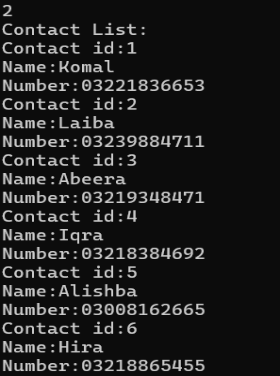 2
Contact List:
Contact id:1
Name:Komal
Number:03221836653
Contact id:2
Name:Laiba
Number:03239884711
Contact id:3
Name:Abeera
Number:03219348471
Contact id:4
Name:Iqra
Number:03218384692
Contact id:5
Name:Alishba
Number:03008162665
Contact id:6
Name:Hira
Number:03218865455